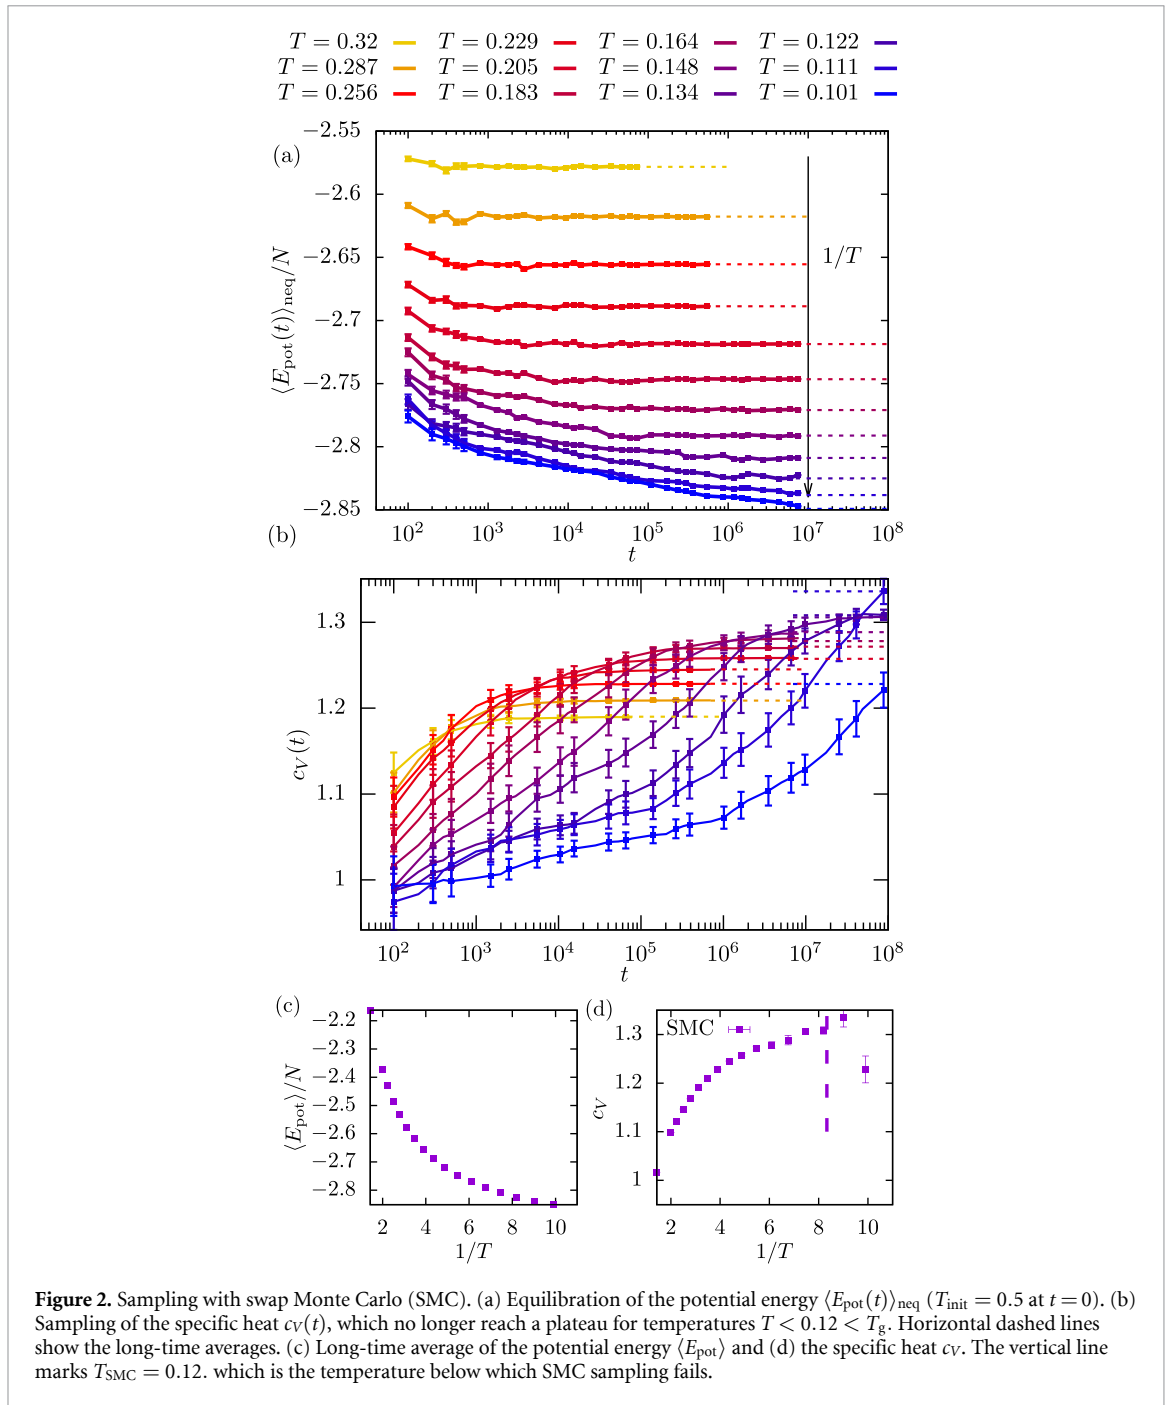 T = 0.32 T = 0.229 T = 0.164 T = 0.122
T = 0.287 T = 0.205 T = 0.148 T = 0.111
T = 0.256 T = 0.183 T = 0.134 T = 0.101
(a)
⟨E_pot(t)⟩_neq/N
−2.55
−2.6
−2.65
−2.7
−2.75
−2.8
−2.85
1/T
10^2 10^3 10^4 10^5 10^6 10^7 10^8
t
(b)
c_V(t)
1.3
1.2
1.1
1
10^2 10^3 10^4 10^5 10^6 10^7 10^8
t
(c)
⟨E_pot⟩/N
−2.2
−2.3
−2.4
−2.5
−2.6
−2.7
−2.8
2 4 6 8 10
1/T
(d)
SMC
c_V
1.3
1.2
1.1
1
2 4 6 8 10
1/T
Figure 2. Sampling with swap Monte Carlo (SMC). (a) Equilibration of the potential energy ⟨E_pot(t)⟩_neq (T_init = 0.5 at t = 0). (b)
Sampling of the specific heat c_V(t), which no longer reach a plateau for temperatures T < 0.12 < T_g. Horizontal dashed lines
show the long-time averages. (c) Long-time average of the potential energy ⟨E_pot⟩ and (d) the specific heat c_V. The vertical line
marks T_SMC = 0.12. which is the temperature below which SMC sampling fails.